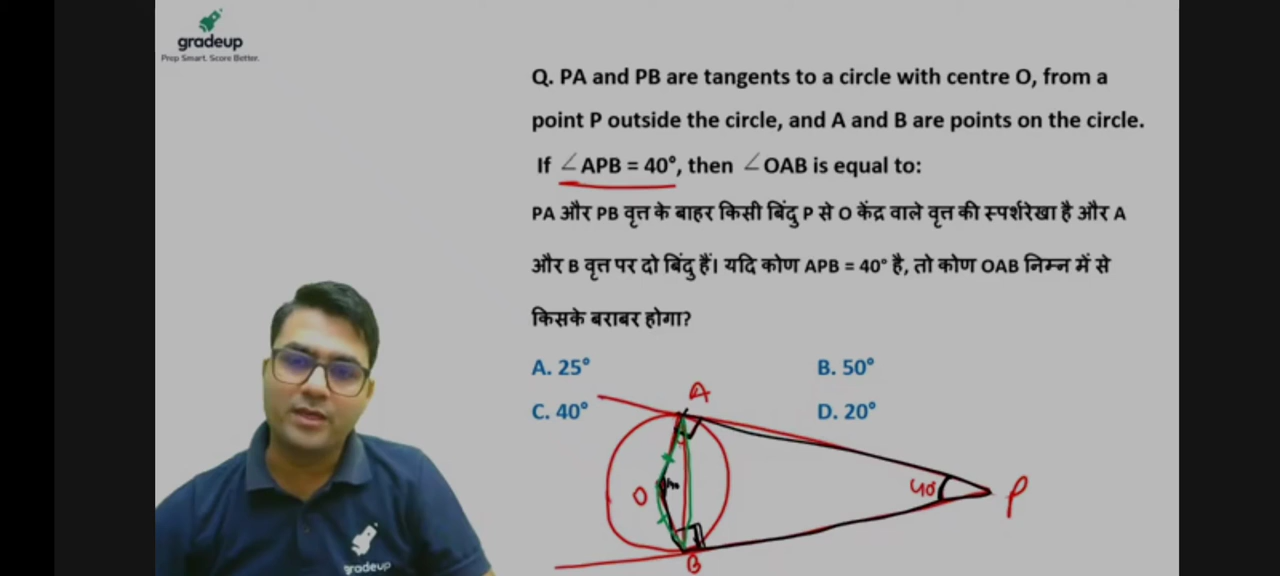 gradeup
Prep Smart. Score Better.
Q. PA and PB are tangents to a circle with centre O, from a
point P outside the circle, and A and B are points on the circle.
If ∠APB = 40°, then ∠OAB is equal to:
PA और PB वृत्त के बाहर किसी बिंदु P से O केंद्र वाले वृत्त की स्पर्शरेखा है और A
और B वृत्त पर दो बिंदु हैं। यदि कोण APB = 40° है, तो कोण OAB निम्न में से
किसके बराबर होगा?
A. 25° B. 50°
C. 40° D. 20°
A
O
40
P
B
gradeup